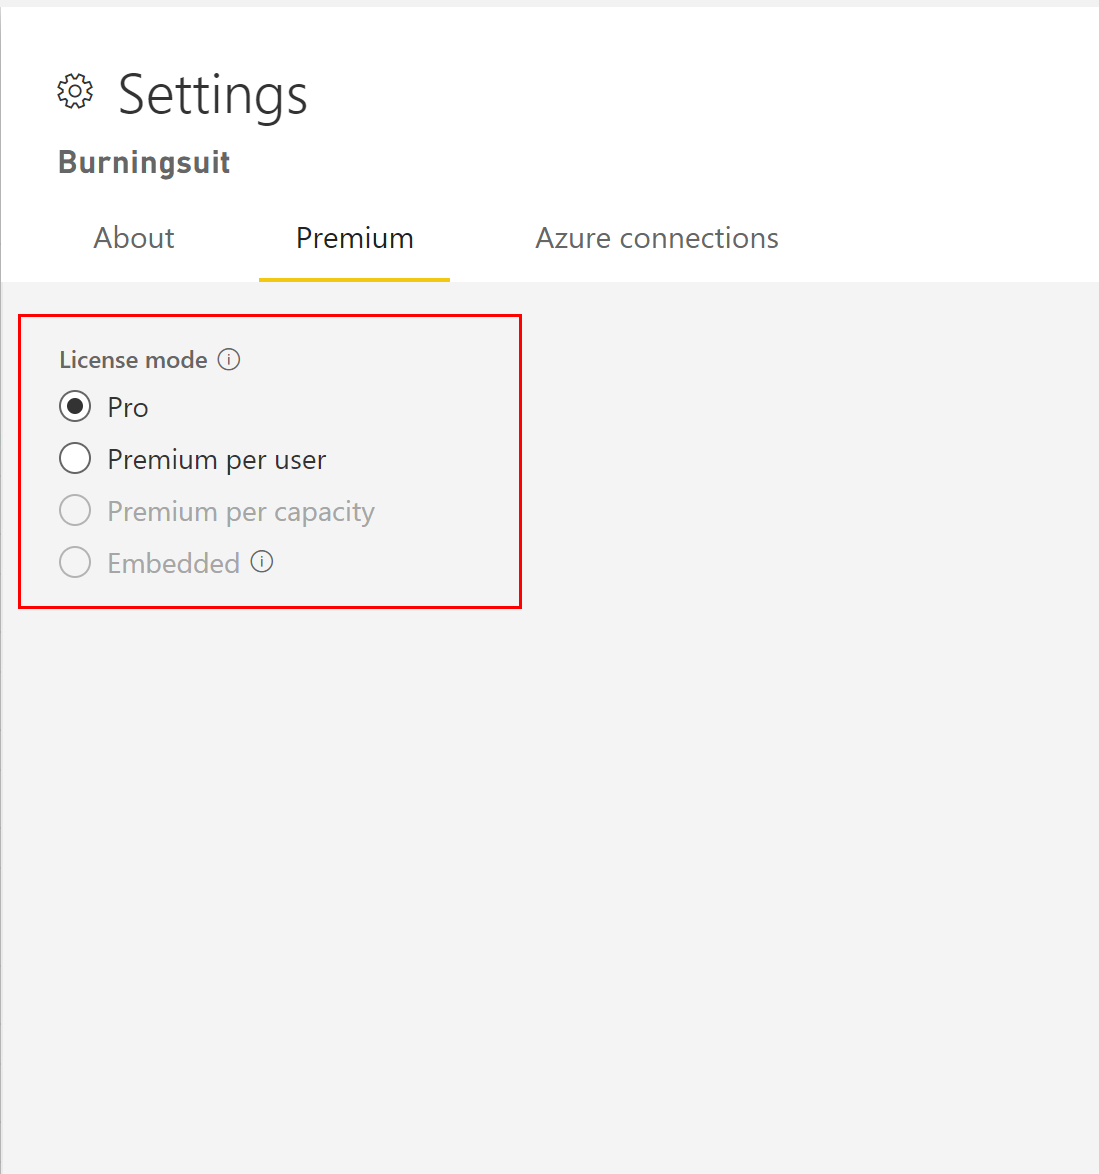 Settings
Burningsuit
About Premium Azure connections
License mode
Pro
Premium per user
Premium per capacity
Embedded